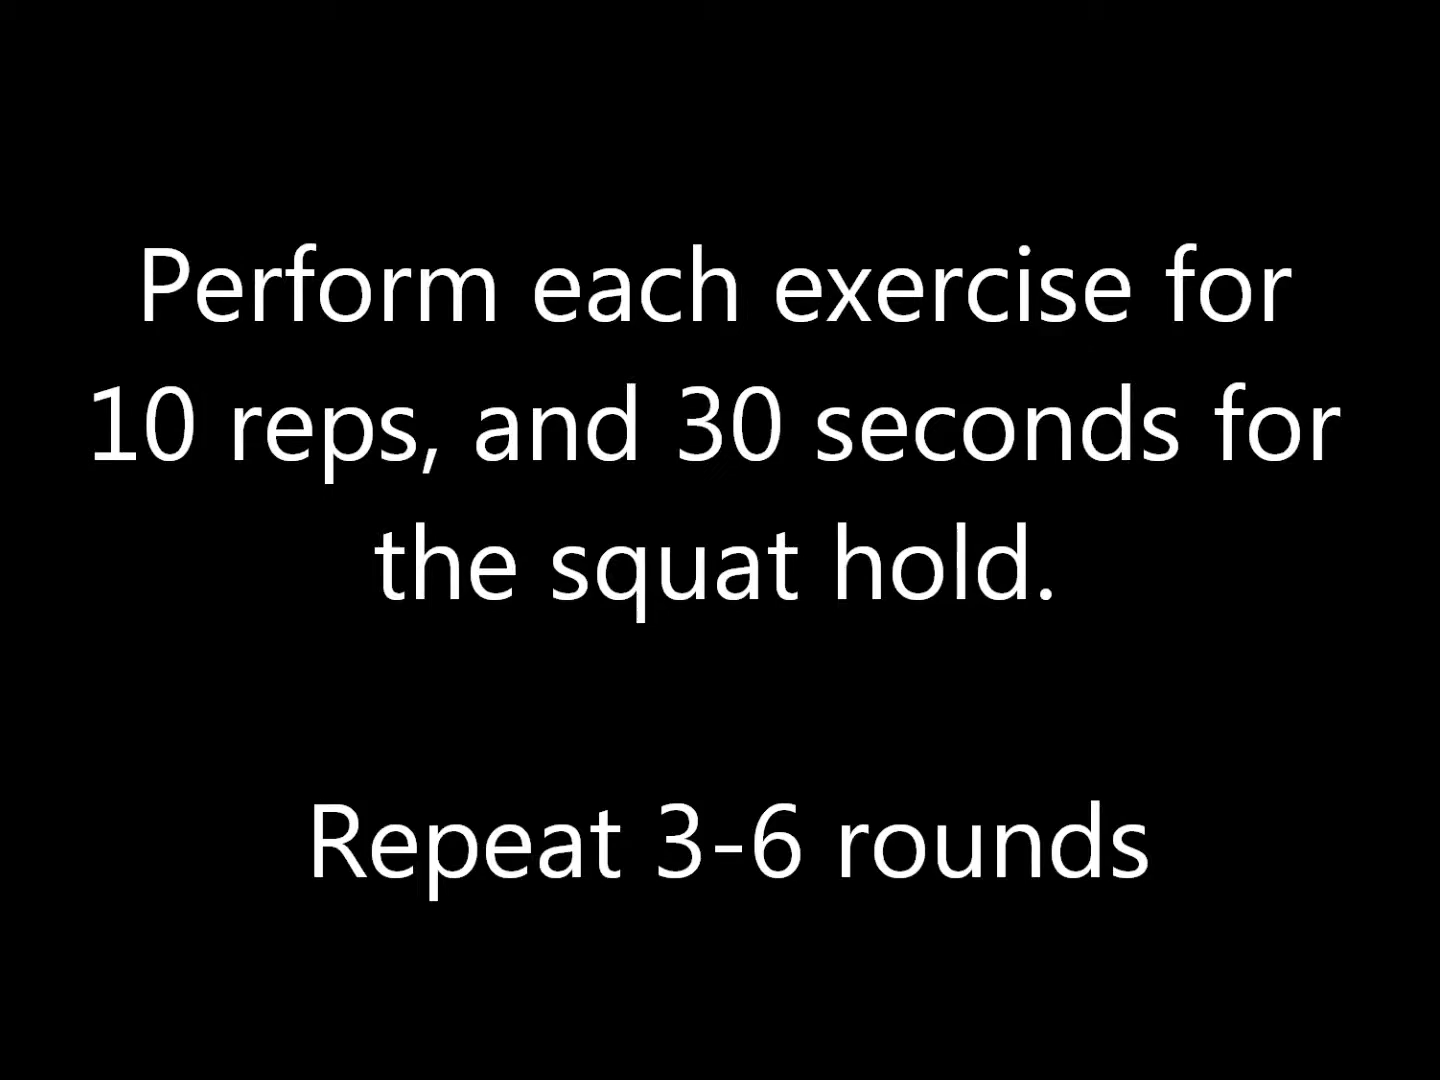 Perform each exercise for
10 reps, and 30 seconds for
the squat hold.
Repeat 3-6 rounds